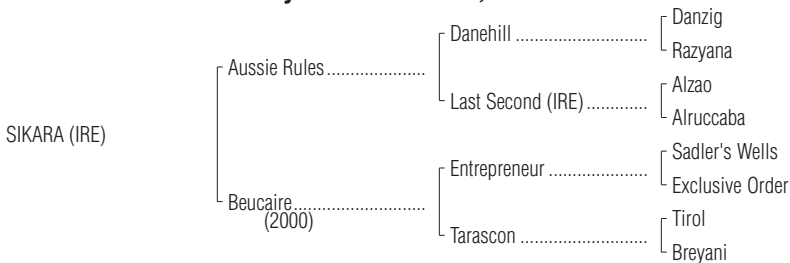 Danzig
Danehill ................................
Razyana
Aussie Rules.....................
Alzao
Last Second (IRE) ..............
Alruccaba
SIKARA (IRE)
Sadler's Wells
Entrepreneur .......................
Exclusive Order
Beucaire............................
(2000)
Tirol
Tarascon ..............................
Breyani